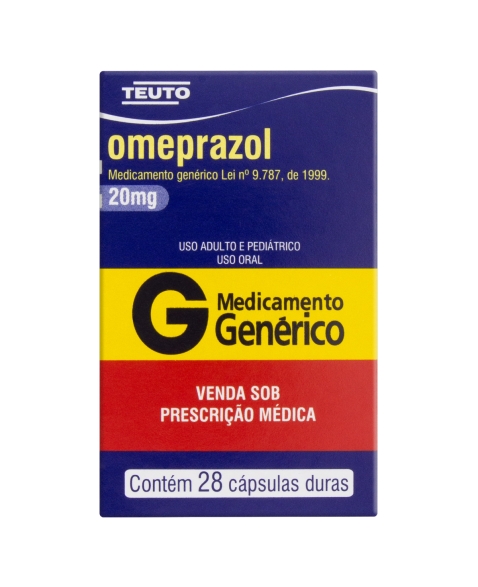 TEUTO
omeprazol
Medicamento genérico Lei nº 9.787, de 1999.
20mg
USO ADULTO E PEDIÁTRICO
USO ORAL
G Medicamento
Genérico
VENDA SOB
PRESCRIÇÃO MÉDICA
Contém 28 cápsulas duras